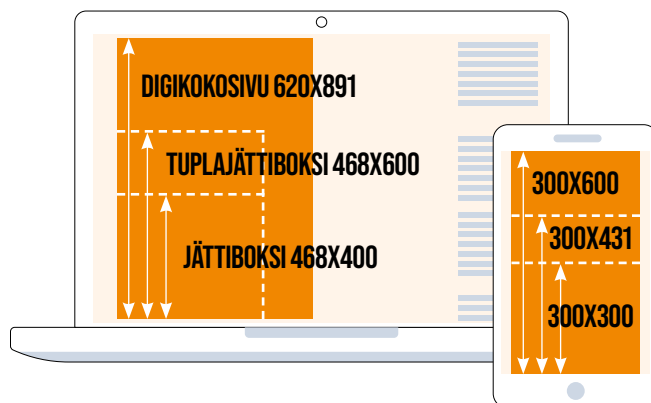 DIGIKOKOSIVU 620X891
TUPLAJÄTTIBOKSI 468X600
JÄTTIBOKSI 468X400
300X600
300X431
300X300